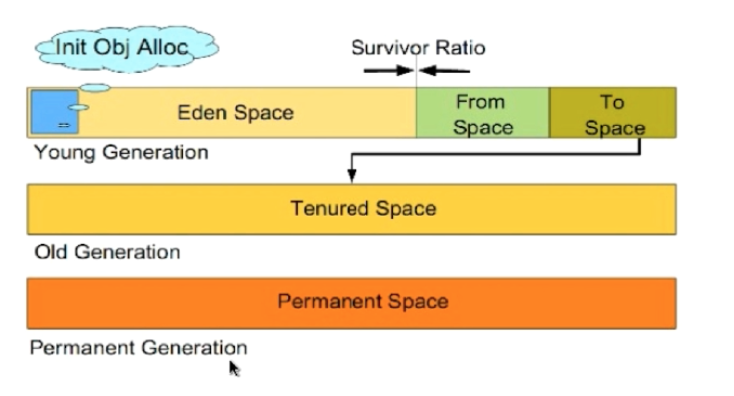 Init Obj Alloc
Survivor Ratio
Eden Space
From
Space
To
Space
Young Generation
Tenured Space
Old Generation
Permanent Space
Permanent Generation